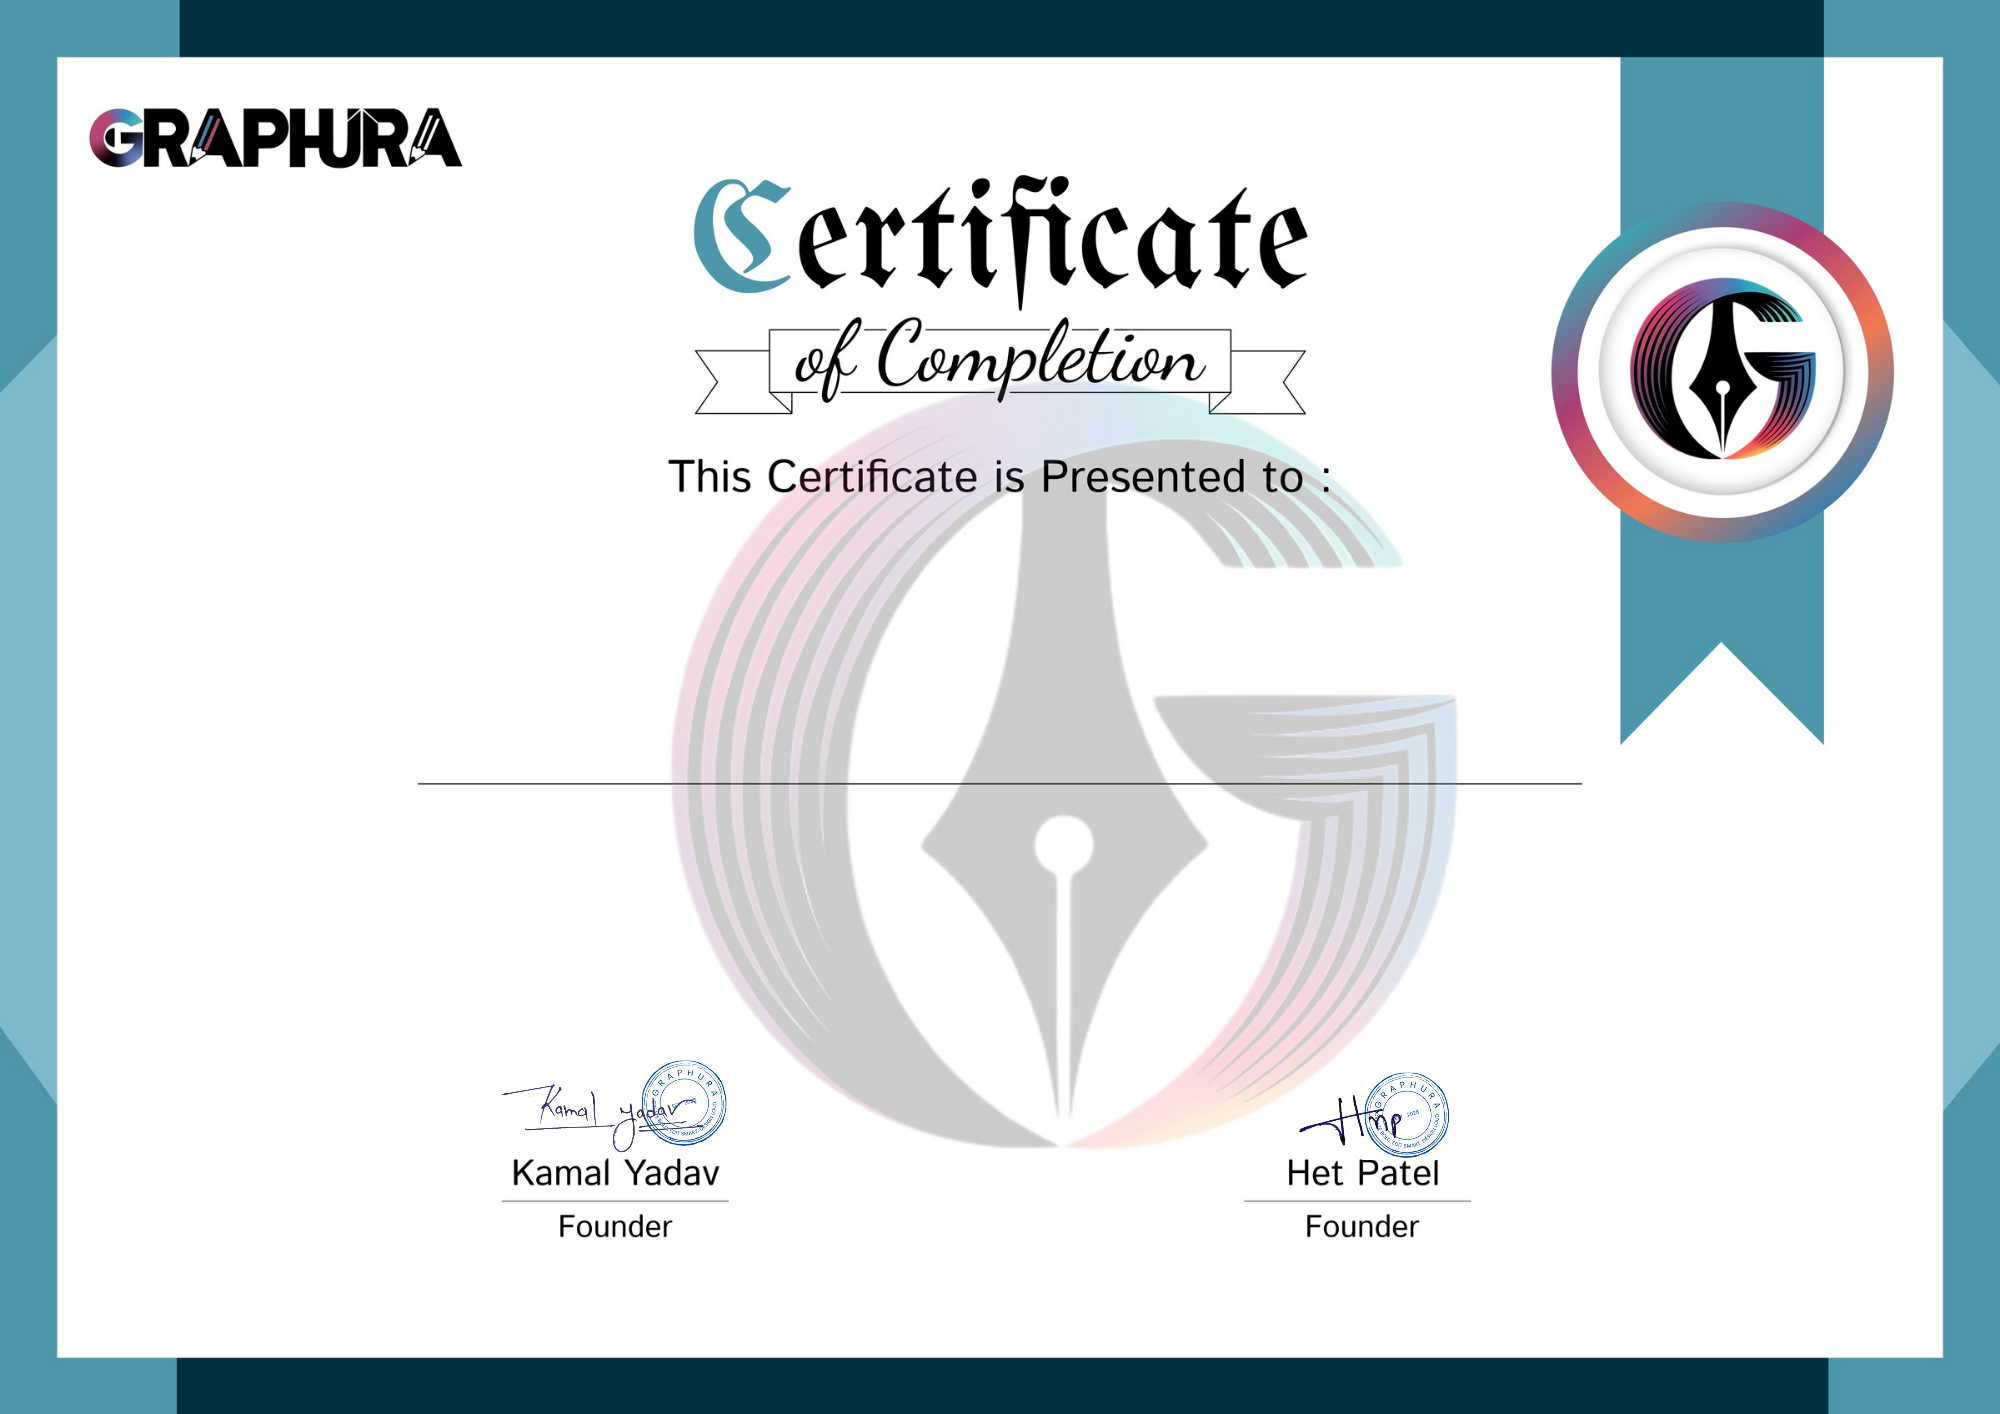 GRAPHURA
Certificate
of Completion
This Certificate is Presented to :
Kamal Yadav
GRAPHURA
Kamal Yadav
Founder
Hmp
GRAPHURA
Het Patel
Founder